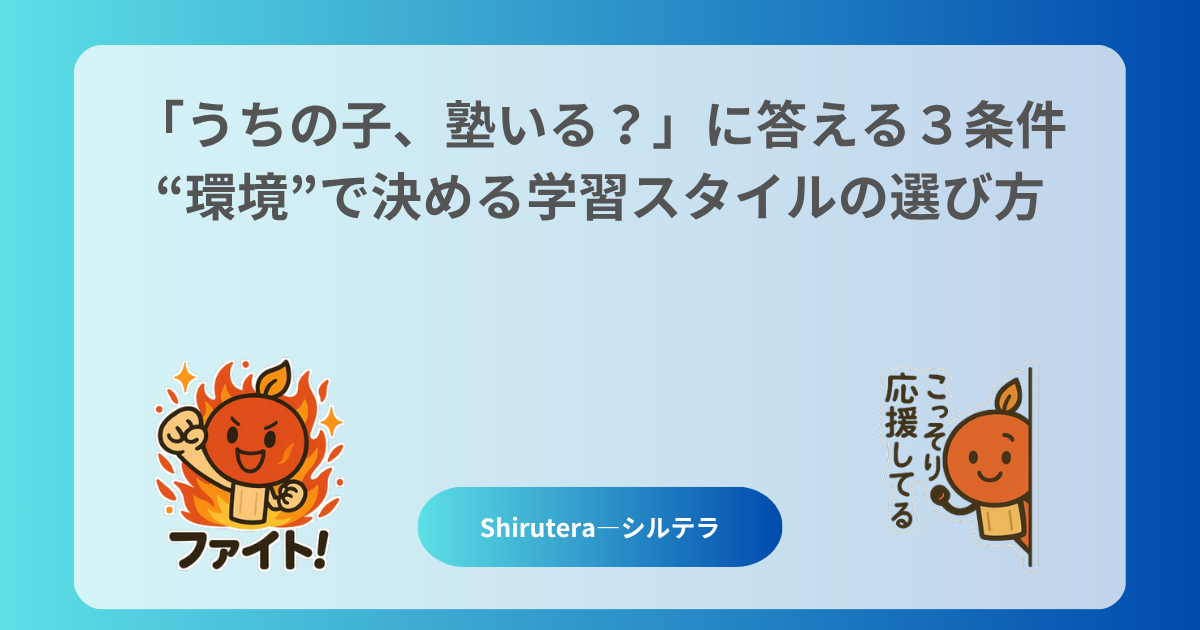 「うちの子、塾いる？」に答える３条件
“環境”で決める学習スタイルの選び方
ファイト!
こっそり
応援してる
Shirutera―シルテラ